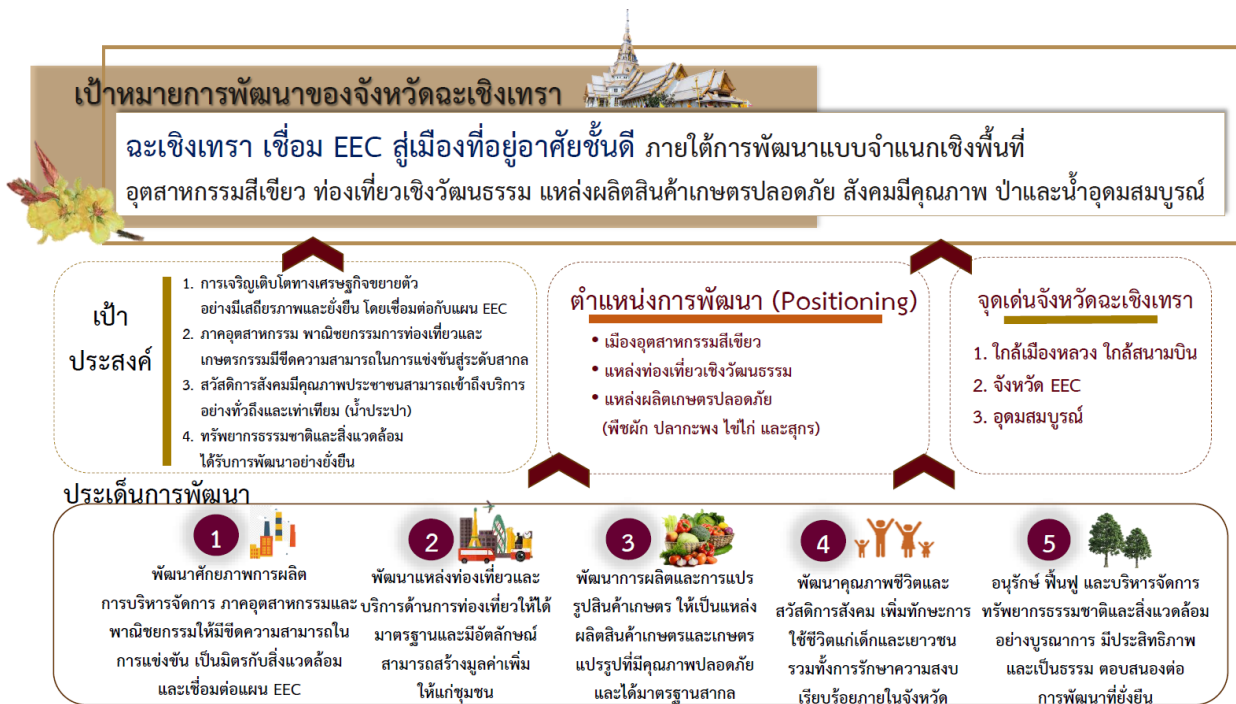 เป้าหมายการพัฒนาของจังหวัดฉะเชิงเทรา
ฉะเชิงเทรา เชื่อม EEC สู่เมืองที่อยู่อาศัยชั้นดี ภายใต้การพัฒนาแบบจำแนกเชิงพื้นที่
อุตสาหกรรมสีเขียว ท่องเที่ยวเชิงวัฒนธรรม แหล่งผลิตสินค้าเกษตรปลอดภัย สังคมมีคุณภาพ ป่าและน้ำอุดมสมบูรณ์
เป้า
ประสงค์
1. การเจริญเติบโตทางเศรษฐกิจขยายตัว
อย่างมีเสถียรภาพและยั่งยืน โดยเชื่อมต่อกับแผน EEC
2. ภาคอุตสาหกรรม พาณิชยกรรมการท่องเที่ยวและ
เกษตรกรรมมีขีดความสามารถในการแข่งขันสู่ระดับสากล
3. สวัสดิการสังคมมีคุณภาพประชาชนสามารถเข้าถึงบริการ
อย่างทั่วถึงและเท่าเทียม (น้ำประปา)
4. ทรัพยากรธรรมชาติและสิ่งแวดล้อม
ได้รับการพัฒนาอย่างยั่งยืน
ตำแหน่งการพัฒนา (Positioning)
• เมืองอุตสาหกรรมสีเขียว
• แหล่งท่องเที่ยวเชิงวัฒนธรรม
• แหล่งผลิตเกษตรปลอดภัย
(พืชผัก ปลากะพง ไข่ไก่ และสุกร)
จุดเด่นจังหวัดฉะเชิงเทรา
1. ใกล้เมืองหลวง ใกล้สนามบิน
2. จังหวัด EEC
3. อุดมสมบูรณ์
ประเด็นการพัฒนา
1
พัฒนาศักยภาพการผลิต
การบริหารจัดการ ภาคอุตสาหกรรมและ
พาณิชยกรรมให้มีขีดความสามารถใน
การแข่งขัน เป็นมิตรกับสิ่งแวดล้อม
และเชื่อมต่อแผน EEC
2
พัฒนาแหล่งท่องเที่ยวและ
บริการด้านการท่องเที่ยวให้ได้
มาตรฐานและมีอัตลักษณ์
สามารถสร้างมูลค่าเพิ่ม
ให้แก่ชุมชน
3
พัฒนาการผลิตและการแปร
รูปสินค้าเกษตร ให้เป็นแหล่ง
ผลิตสินค้าเกษตรและเกษตร
แปรรูปที่มีคุณภาพปลอดภัย
และได้มาตรฐานสากล
4
พัฒนาคุณภาพชีวิตและ
สวัสดิการสังคม เพิ่มทักษะการ
ใช้ชีวิตแก่เด็กและเยาวชน
รวมทั้งการรักษาความสงบ
เรียบร้อยภายในจังหวัด
5
อนุรักษ์ ฟื้นฟู และบริหารจัดการ
ทรัพยากรธรรมชาติและสิ่งแวดล้อม
อย่างบูรณาการ มีประสิทธิภาพ
และเป็นธรรม ตอบสนองต่อ
การพัฒนาที่ยั่งยืน